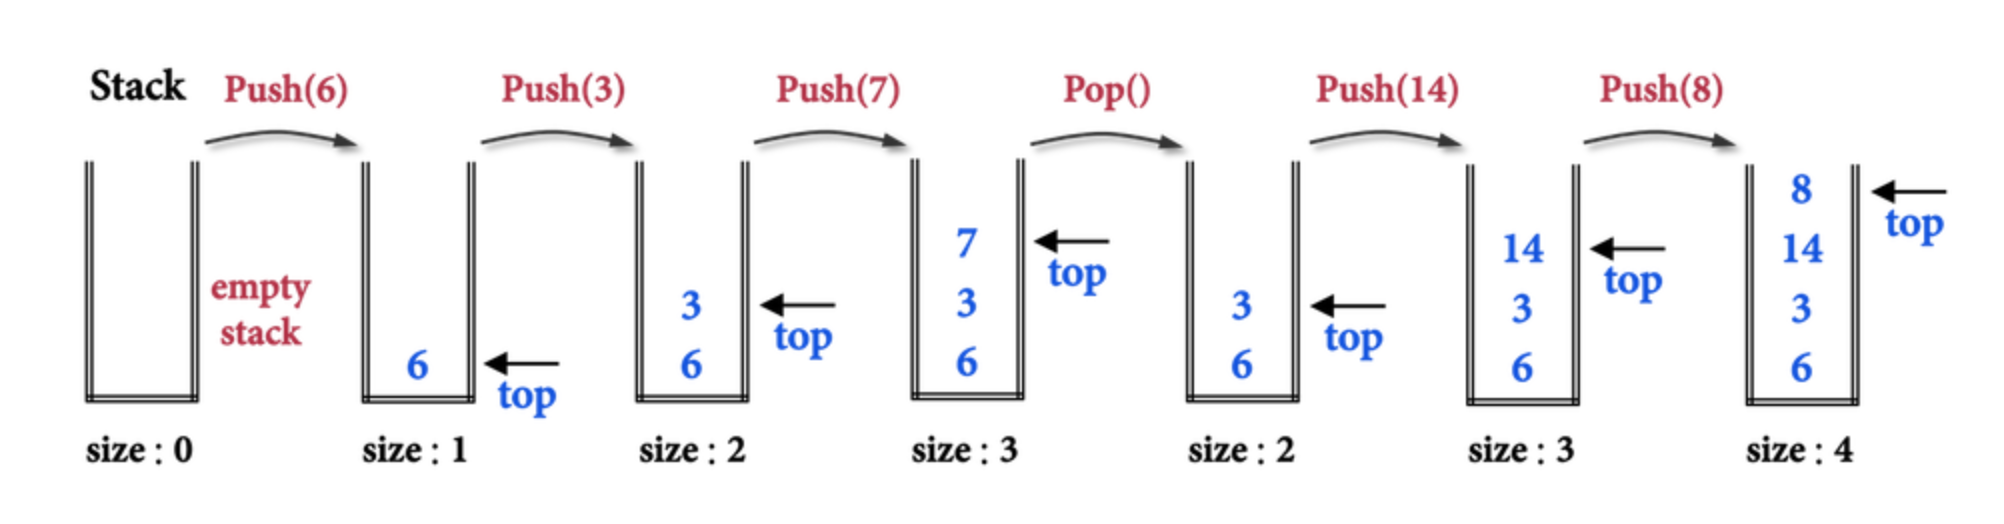 Stack
Push(6)
Push(3)
Push(7)
Pop()
Push(14)
Push(8)
empty
stack
6
top
3
6
top
7
3
6
top
3
6
top
14
3
6
top
8
14
3
6
top
size : 0
size : 1
size : 2
size : 3
size : 2
size : 3
size : 4